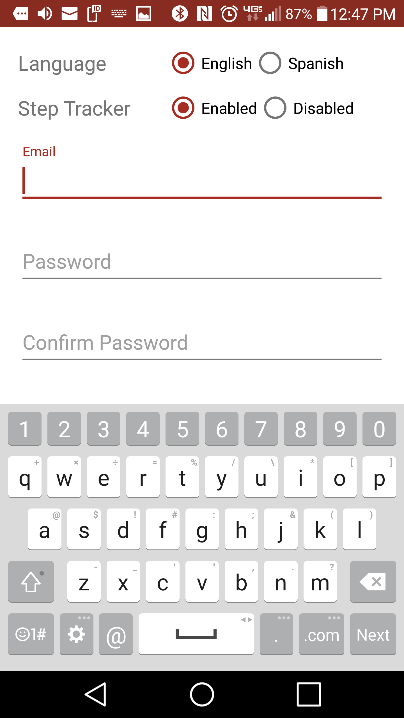 4G 87% 12:47 PM
Language English Spanish
Step Tracker Enabled Disabled
Email
Password
Confirm Password
1 2 3 4 5 6 7 8 9 0
+ × ÷ = % / \ * [ ]
q w e r t y u i o p
@ $ ! # : ; & ( )
a s d f g h j k l
- _ " ' , ?
z x c v b n m
☺1# @ . .com Next